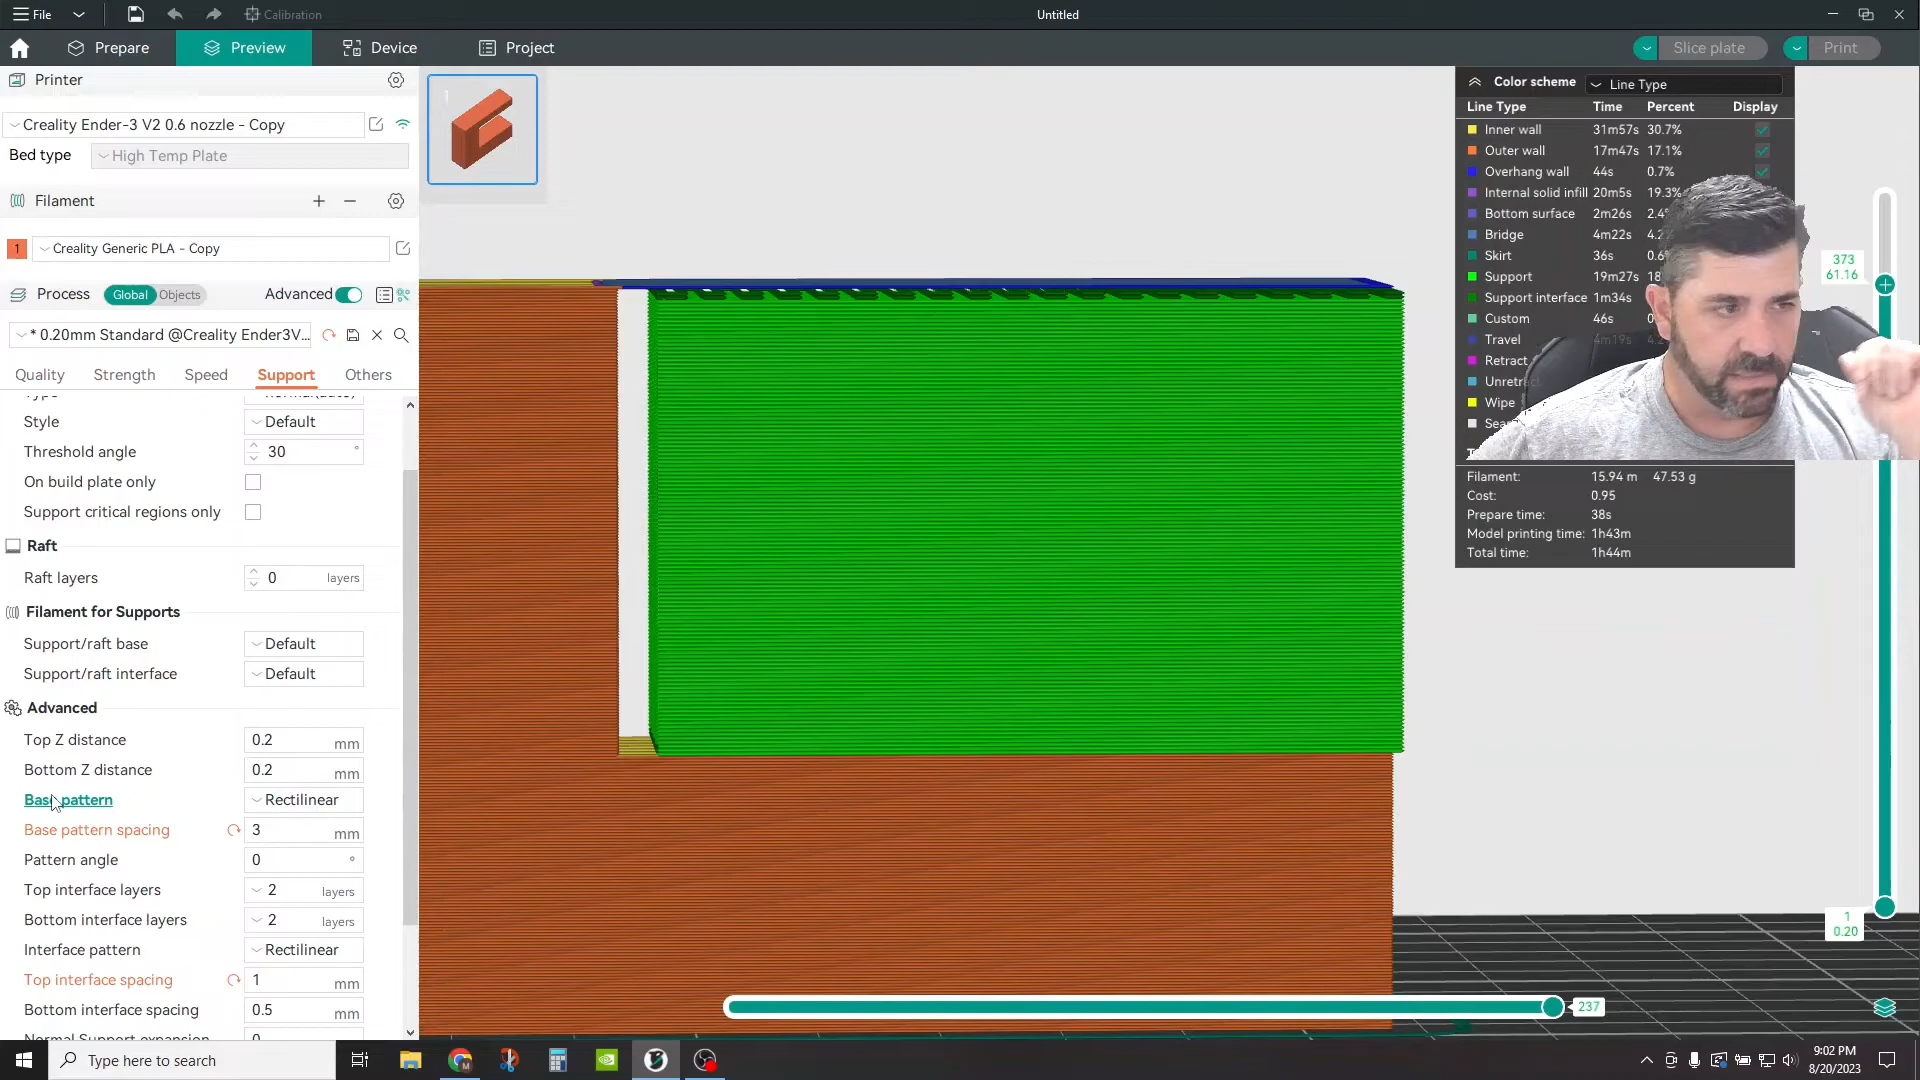 File
Calibration
Untitled
Prepare
Preview
Device
Project
Slice plate
Print
Printer
Creality Ender-3 V2 0.6 nozzle - Copy
Bed type
High Temp Plate
Filament
1
Creality Generic PLA - Copy
Process
Global
Objects
Advanced
* 0.20mm Standard @Creality Ender3V...
Quality
Strength
Speed
Support
Others
Style
Default
Threshold angle
30 °
On build plate only
Support critical regions only
Raft
Raft layers
0 layers
Filament for Supports
Support/raft base
Default
Support/raft interface
Default
Advanced
Top Z distance
0.2 mm
Bottom Z distance
0.2 mm
Base pattern
Rectilinear
Base pattern spacing
3 mm
Pattern angle
0 °
Top interface layers
2 layers
Bottom interface layers
2 layers
Interface pattern
Rectilinear
Top interface spacing
1 mm
Bottom interface spacing
0.5 mm
Normal Support expansion
Color scheme
Line Type
Line Type Time Percent Display
Inner wall 31m57s 30.7%
Outer wall 17m47s 17.1%
Overhang wall 44s 0.7%
Internal solid infill 20m5s 19.3%
Bottom surface 2m26s 2.4%
Bridge 4m22s
Skirt 36s
Support 19m27s
Support interface 1m34s
Custom 46s
Travel 4m19s
Retract
Wipe
Filament: 15.94 m 47.53 g
Cost: 0.95
Prepare time: 38s
Model printing time: 1h43m
Total time: 1h44m
373
61.16
1
0.20
237
Type here to search
9:02 PM
8/20/2023